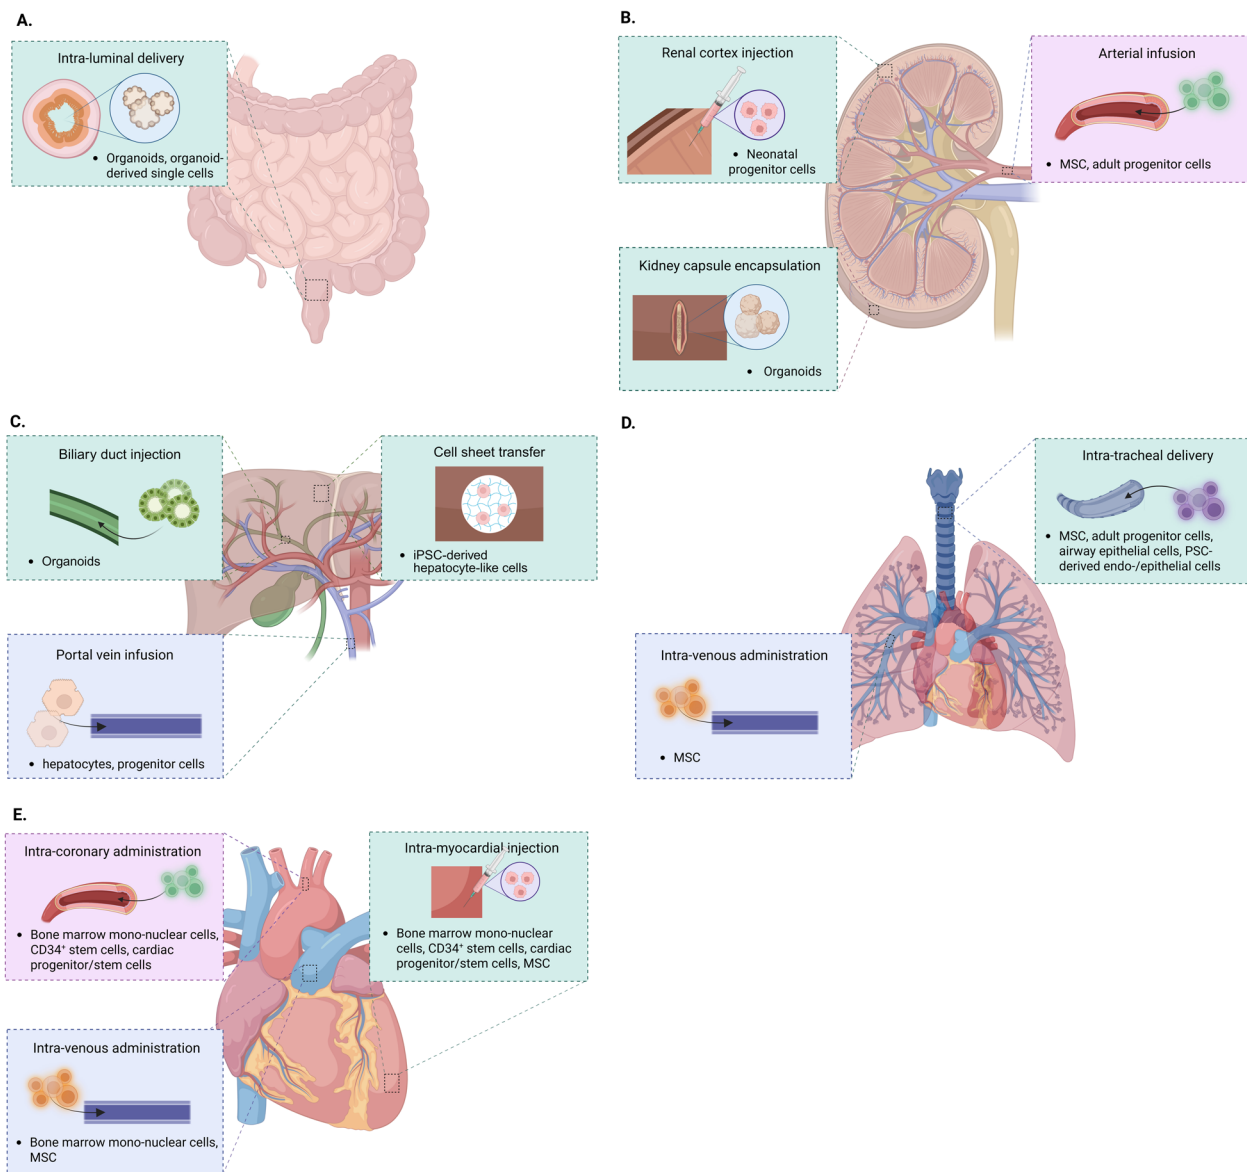 A.
Intra-luminal delivery
• Organoids, organoid-
derived single cells
B.
Renal cortex injection
• Neonatal
progenitor cells
Arterial infusion
• MSC, adult progenitor cells
Kidney capsule encapsulation
• Organoids
C.
Biliary duct injection
• Organoids
Cell sheet transfer
• iPSC-derived
hepatocyte-like cells
Portal vein infusion
• hepatocytes, progenitor cells
D.
Intra-tracheal delivery
• MSC, adult progenitor cells,
airway epithelial cells, PSC-
derived endo-/epithelial cells
Intra-venous administration
• MSC
E.
Intra-coronary administration
• Bone marrow mono-nuclear cells,
CD34⁺ stem cells, cardiac
progenitor/stem cells
Intra-myocardial injection
• Bone marrow mono-nuclear
cells, CD34⁺ stem cells, cardiac
progenitor/stem cells, MSC
Intra-venous administration
• Bone marrow mono-nuclear cells,
MSC